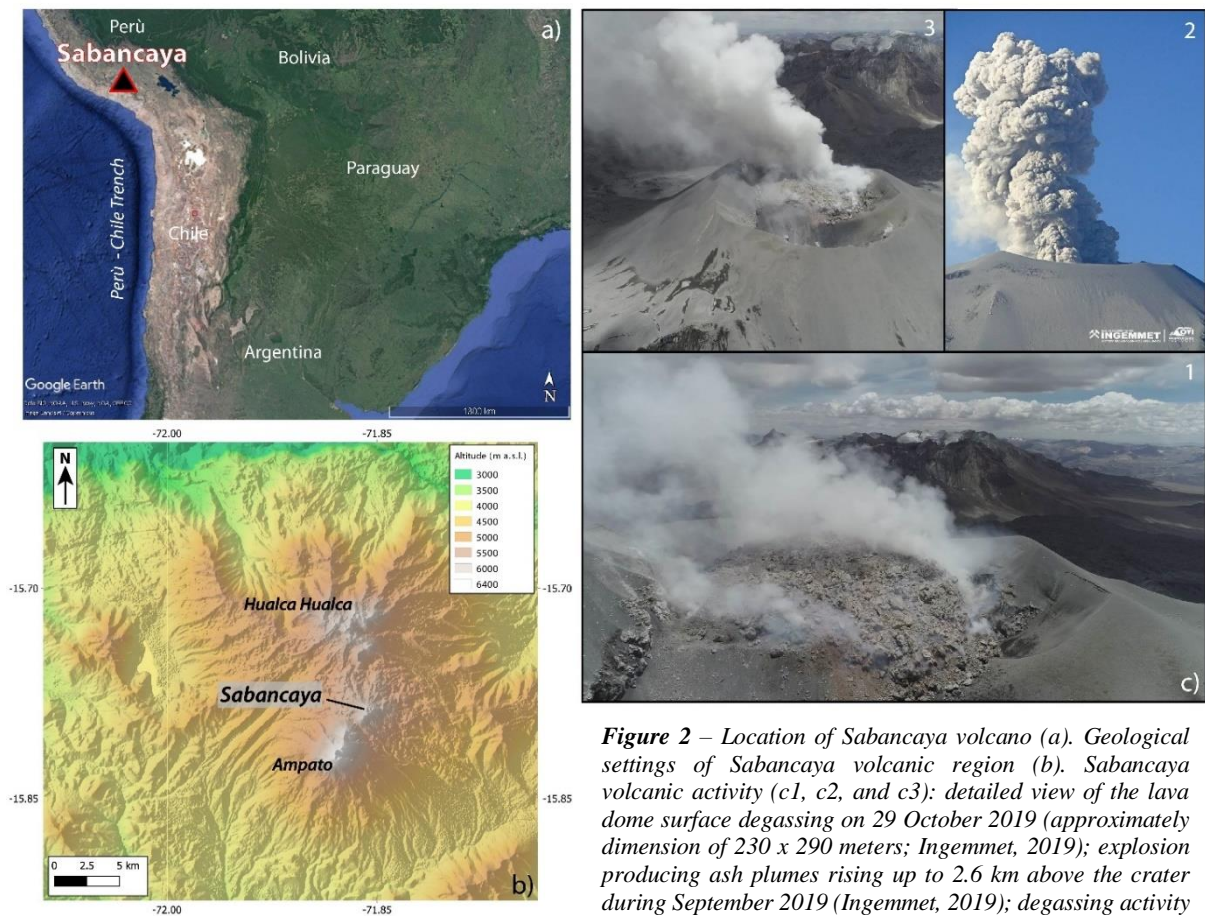 a)
Perù
Sabancaya
Bolivia
Paraguay
Perù - Chile Trench
Chile
Argentina
Google Earth
N
1300 km
3
2
INGEMMET
OVI
1
c)
-72.00
-71.85
N
Altitude (m a.s.l.)
3000
3500
4000
4500
5000
5500
6000
6400
-15.70
-15.70
Hualca Hualca
Sabancaya
Ampato
-15.85
-15.85
0 2.5 5 km
b)
-72.00
-71.85
Figure 2 – Location of Sabancaya volcano (a). Geological
settings of Sabancaya volcanic region (b). Sabancaya
volcanic activity (c1, c2, and c3): detailed view of the lava
dome surface degassing on 29 October 2019 (approximately
dimension of 230 x 290 meters; Ingemmet, 2019); explosion
producing ash plumes rising up to 2.6 km above the crater
during September 2019 (Ingemmet, 2019); degassing activity